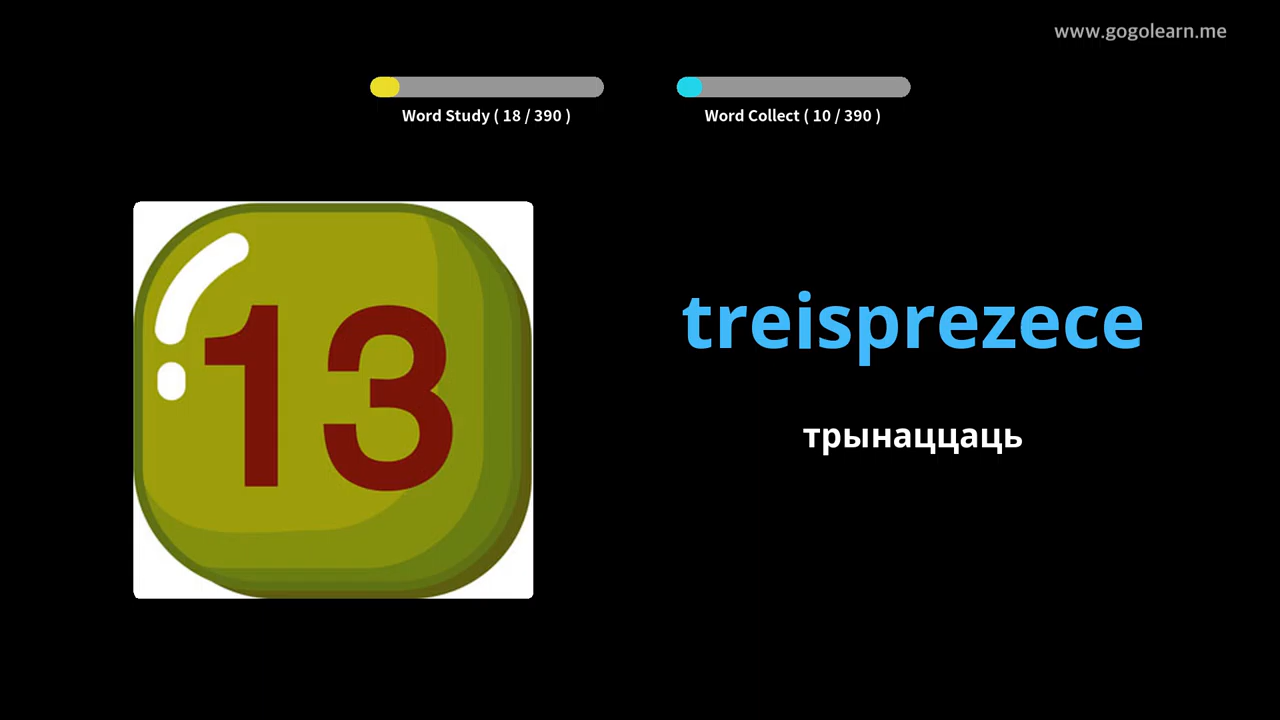 www.gogolearn.me
Word Study ( 18 / 390 )
Word Collect ( 10 / 390 )
13
treisprezece
трынаццаць